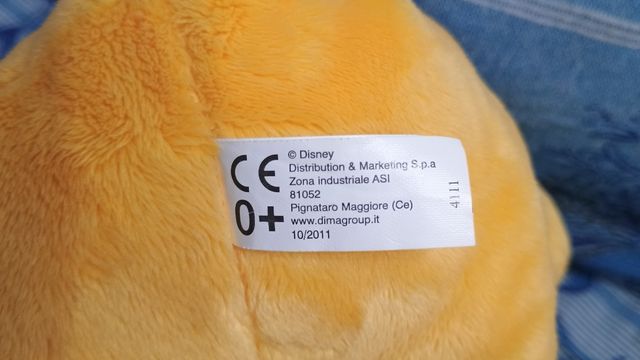 CE
0+
© Disney
Distribution & Marketing S.p.a
Zona industriale ASI
81052
Pignataro Maggiore (Ce)
www.dimagroup.it
10/2011
4111